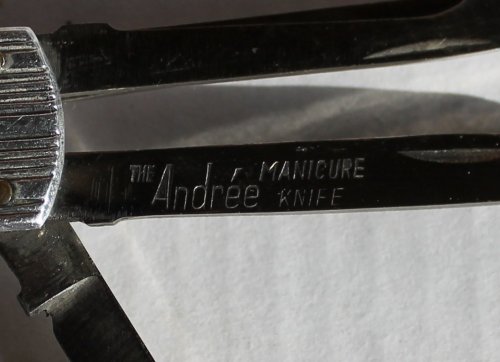 THE Andrée MANICURE
KNIFE